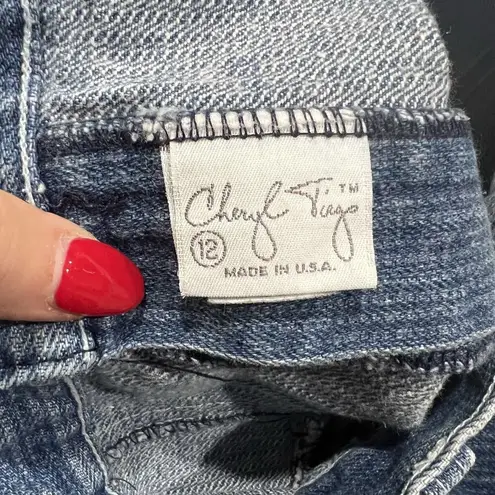 Cheryl Tiegs™
12
MADE IN U.S.A.